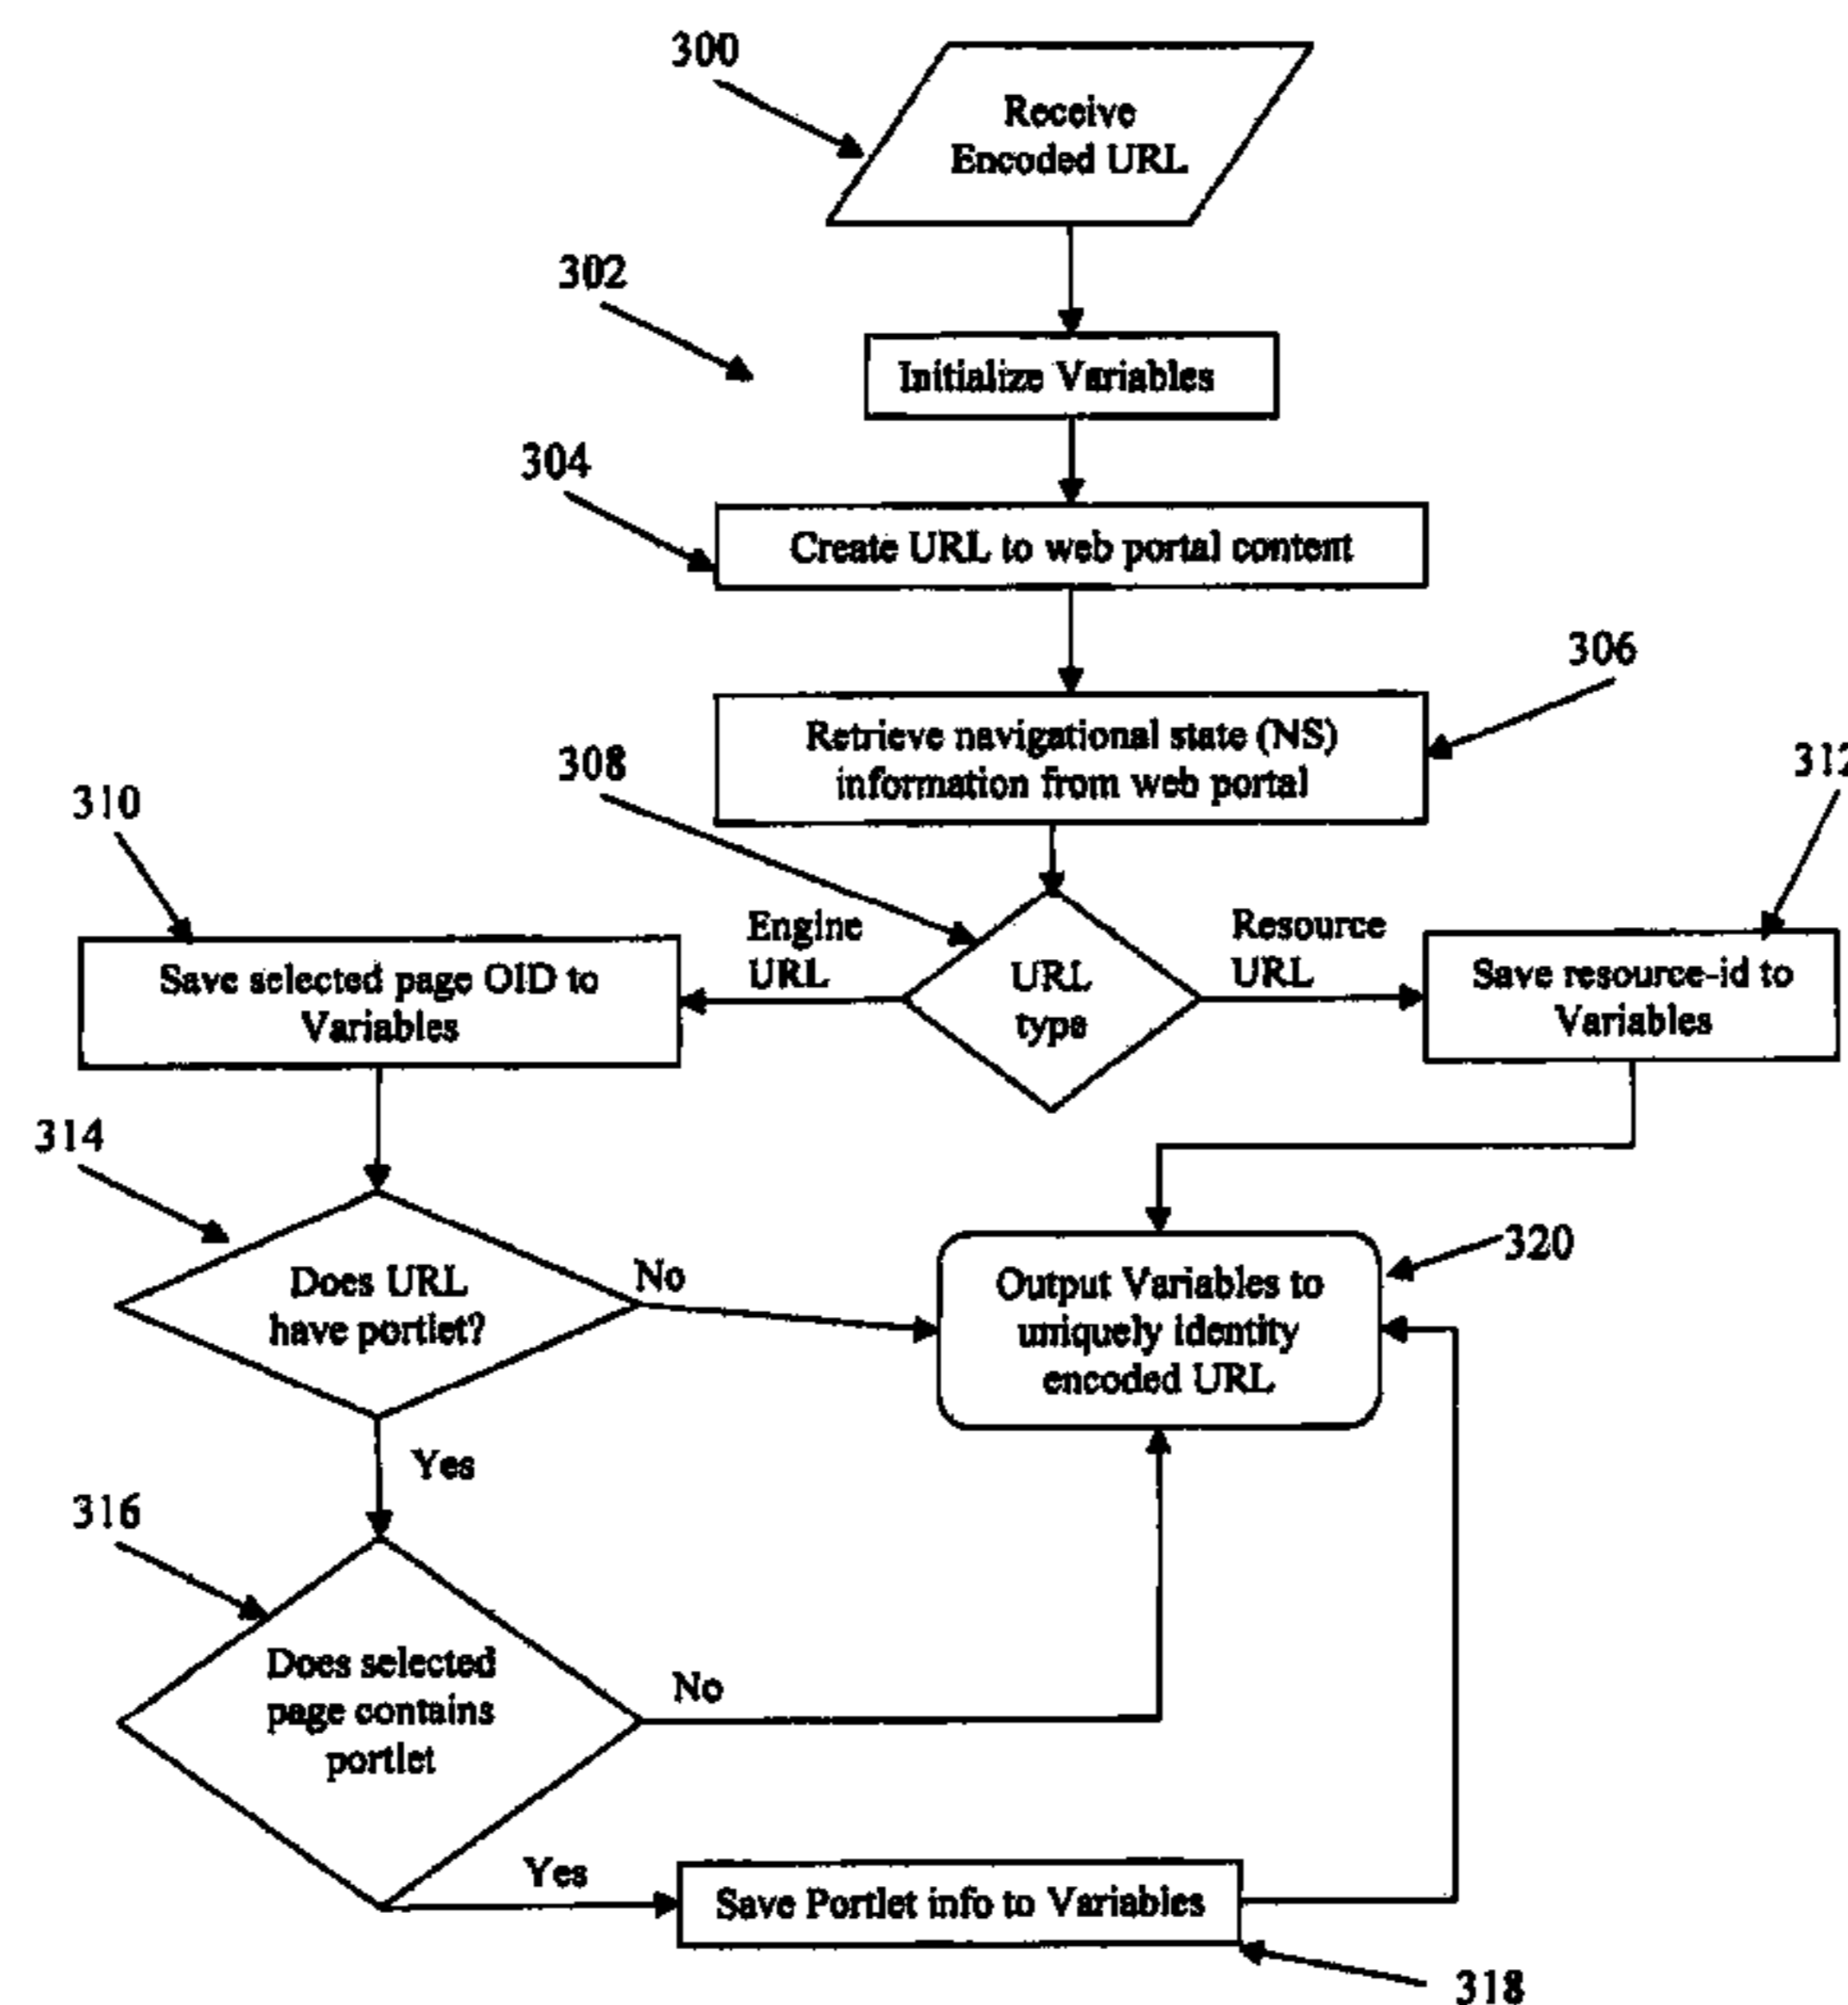 300
Receive
Encoded URL
302
Initialize Variables
304
Create URL to web portal content
306
Retrieve navigational state (NS)
information from web portal
308
312
310
Engine
URL
Resource
URL
URL
type
Save selected page OID to
Variables
Save resource-id to
Variables
314
Does URL
have portlet?
No
320
Output Variables to
uniquely identity
encoded URL
Yes
316
Does selected
page contains
portlet
No
Yes
Save Portlet info to Variables
318